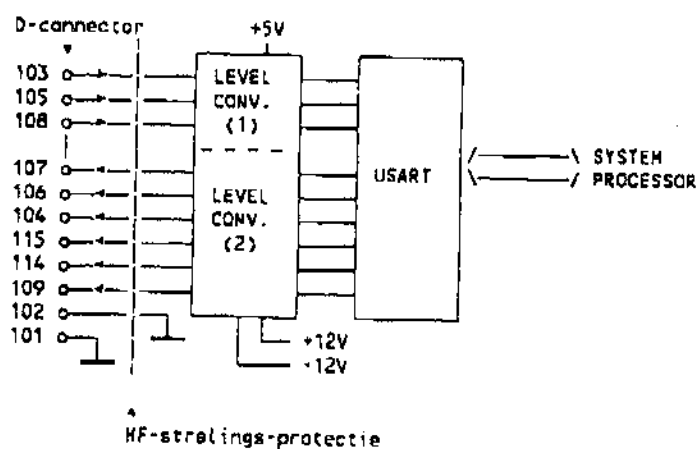 D-connector
+5V
103
105
108
107
106
104
115
114
109
102
101
LEVEL
CONV.
(1)
LEVEL
CONV.
(2)
USART
SYSTEM
PROCESSOR
+12V
-12V
HF-stralings-protectie